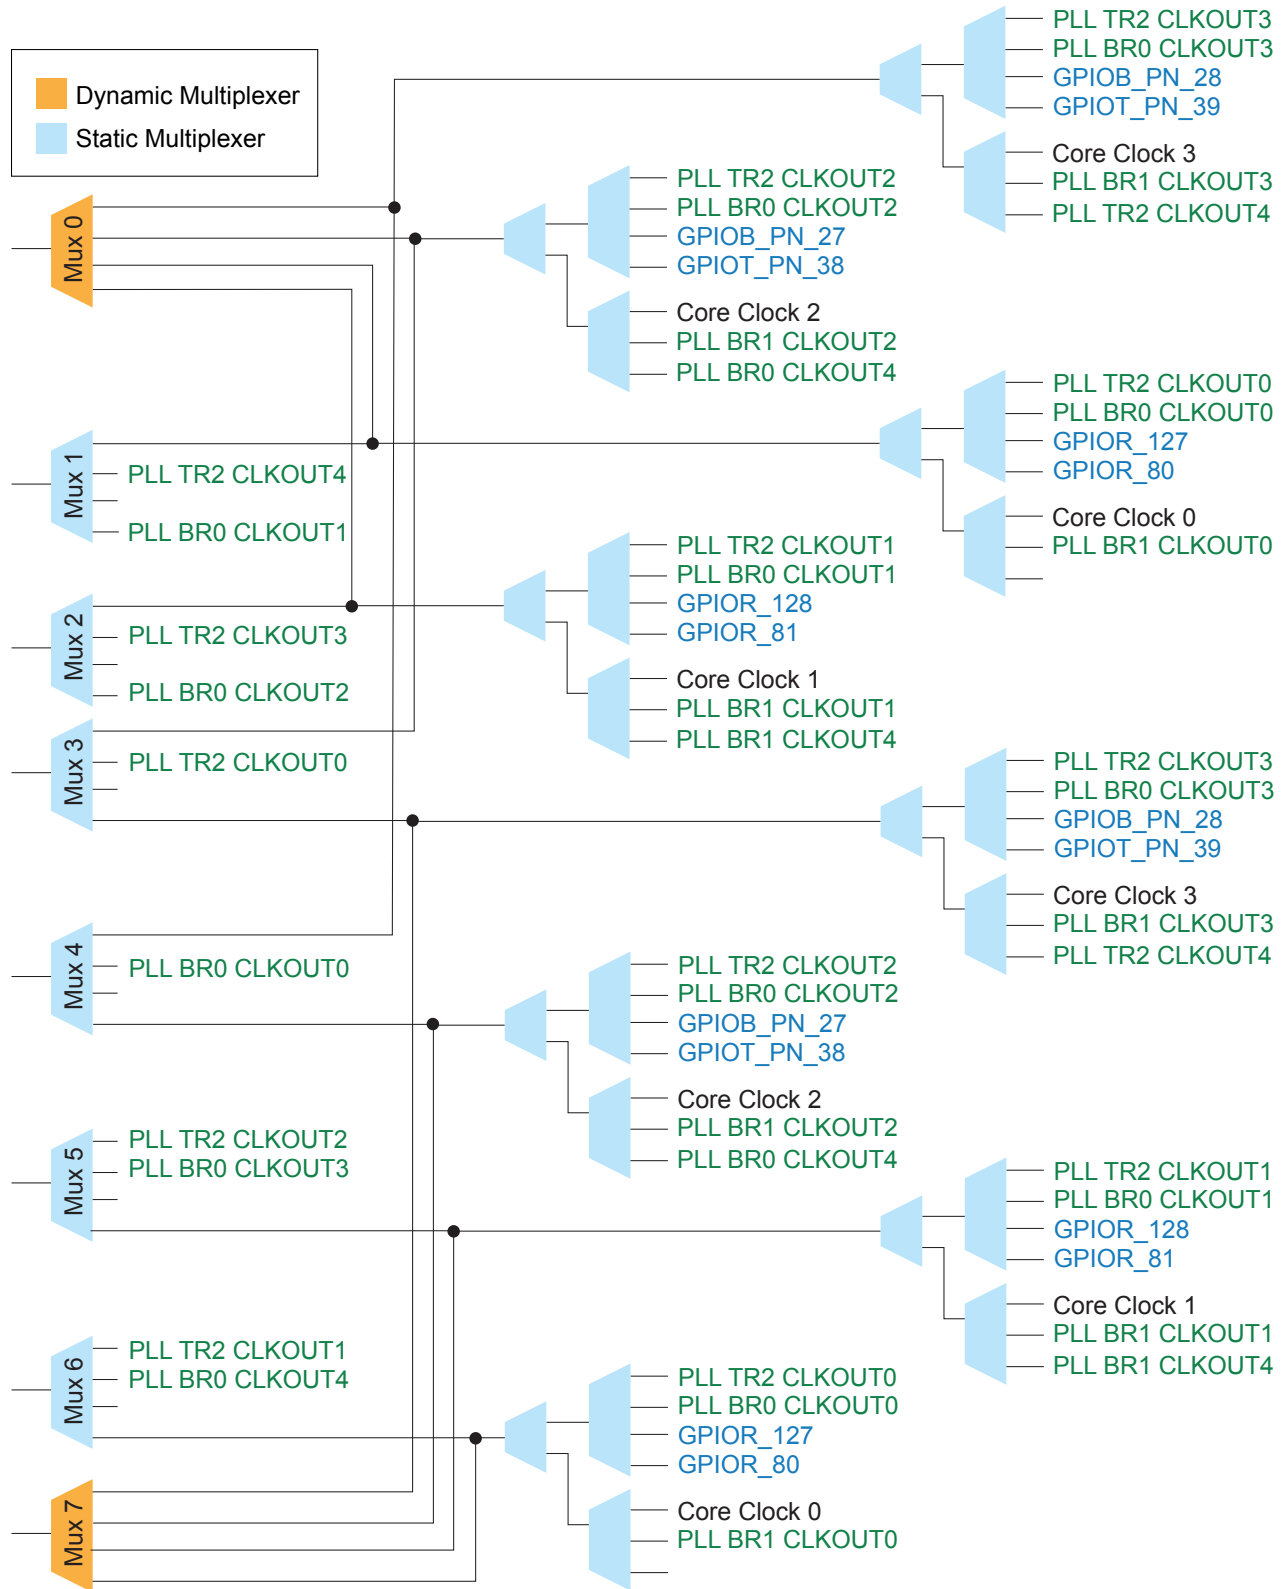 PLL TR2 CLKOUT3
PLL BR0 CLKOUT3
GPIOB_PN_28
GPIOT_PN_39
Core Clock 3
PLL BR1 CLKOUT3
PLL TR2 CLKOUT4
Dynamic Multiplexer
Static Multiplexer
Mux 0
PLL TR2 CLKOUT2
PLL BR0 CLKOUT2
GPIOB_PN_27
GPIOT_PN_38
Core Clock 2
PLL BR1 CLKOUT2
PLL BR0 CLKOUT4
PLL TR2 CLKOUT0
PLL BR0 CLKOUT0
GPIOR_127
GPIOR_80
Core Clock 0
PLL BR1 CLKOUT0
Mux 1
PLL TR2 CLKOUT4
PLL BR0 CLKOUT1
PLL TR2 CLKOUT1
PLL BR0 CLKOUT1
GPIOR_128
GPIOR_81
Core Clock 1
PLL BR1 CLKOUT1
PLL BR1 CLKOUT4
Mux 2
PLL TR2 CLKOUT3
PLL BR0 CLKOUT2
Mux 3
PLL TR2 CLKOUT0
PLL TR2 CLKOUT3
PLL BR0 CLKOUT3
GPIOB_PN_28
GPIOT_PN_39
Core Clock 3
PLL BR1 CLKOUT3
PLL TR2 CLKOUT4
Mux 4
PLL BR0 CLKOUT0
PLL TR2 CLKOUT2
PLL BR0 CLKOUT2
GPIOB_PN_27
GPIOT_PN_38
Core Clock 2
PLL BR1 CLKOUT2
PLL BR0 CLKOUT4
Mux 5
PLL TR2 CLKOUT2
PLL BR0 CLKOUT3
PLL TR2 CLKOUT1
PLL BR0 CLKOUT1
GPIOR_128
GPIOR_81
Core Clock 1
PLL BR1 CLKOUT1
PLL BR1 CLKOUT4
Mux 6
PLL TR2 CLKOUT1
PLL BR0 CLKOUT4
PLL TR2 CLKOUT0
PLL BR0 CLKOUT0
GPIOR_127
GPIOR_80
Core Clock 0
PLL BR1 CLKOUT0
Mux 7